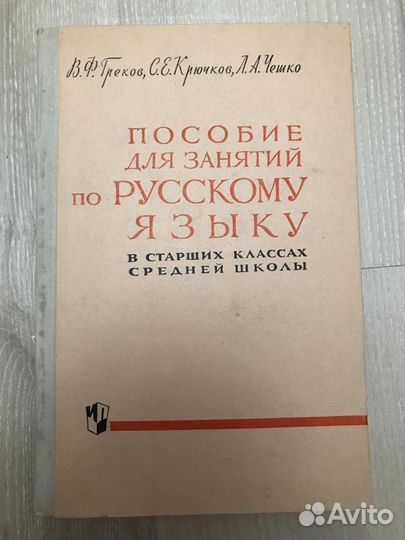 В.Ф.Греков, С.Е.Крючков, Л.А.Чешко
ПОСОБИЕ
ДЛЯ ЗАНЯТИЙ
ПО РУССКОМУ
ЯЗЫКУ
В СТАРШИХ КЛАССАХ
СРЕДНЕЙ ШКОЛЫ
Avito